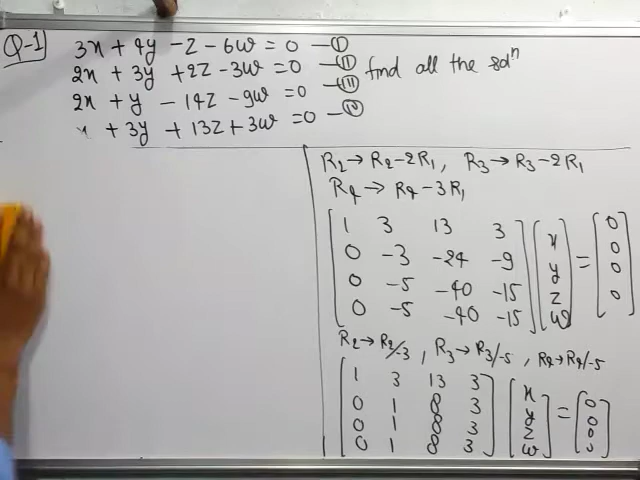 Q-1
3x + 4y - z - 6w = 0 — (I)
2x + 3y + 2z - 3w = 0 — (II)
find all the solⁿ
2x + y - 14z - 9w = 0 — (III)
x + 3y + 13z + 3w = 0 — (IV)
R2 → R2 - 2R1, R3 → R3 - 2R1
R4 → R4 - 3R1
[1 3 13 3] [x] = [0]
[0 -3 -24 -9] [y] [0]
[0 -5 -40 -15] [z] [0]
[0 -5 -40 -15] [w] [0]
R2 → R2/-3, R3 → R3/-5, R4 → R4/-5
[1 3 13 3] [x] = [0]
[0 1 8 3] [y] [0]
[0 1 8 3] [z] [0]
[0 1 8 3] [w] [0]